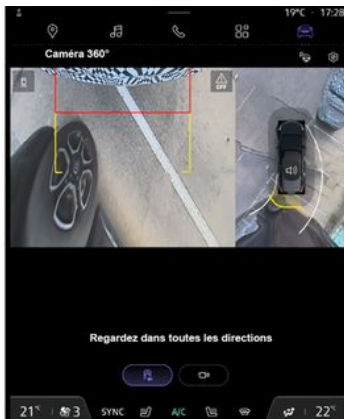 19°C · 17:28
Caméra 360°
OFF
Regardez dans toutes les directions
21°C 3 SYNC A/C 22°C